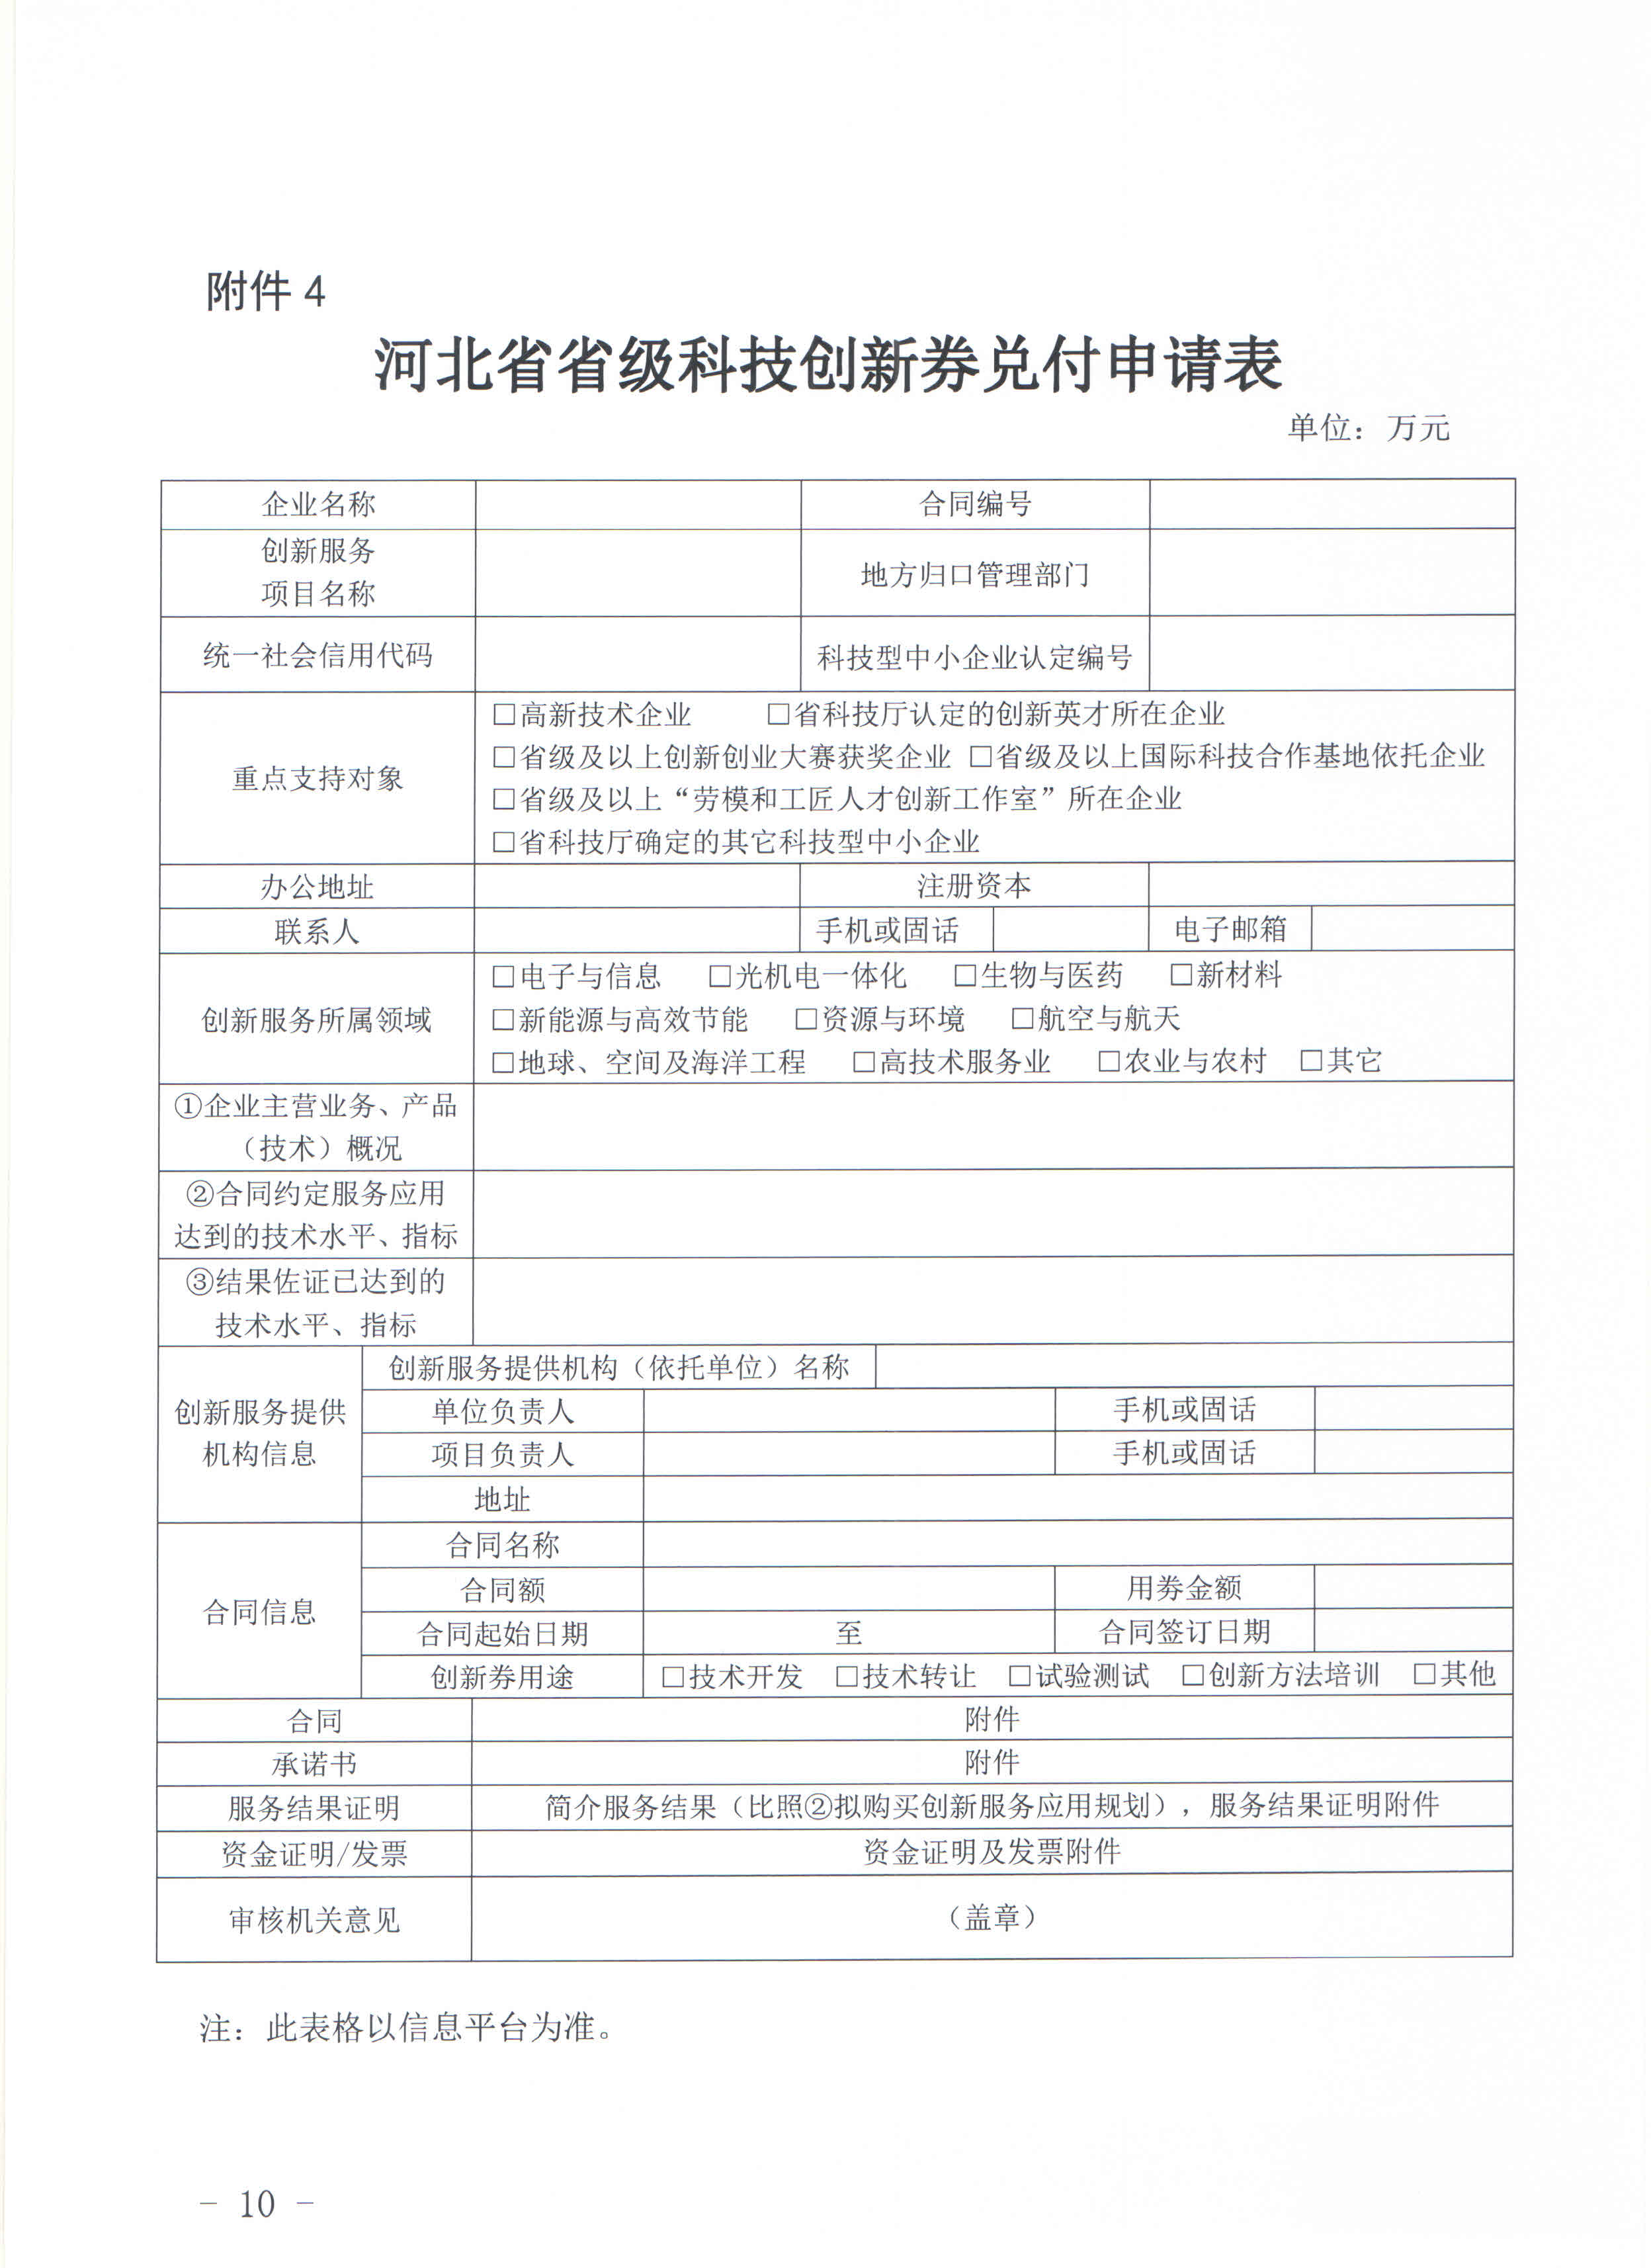 附件 4
河北省省级科技创新券兑付申请表
单位：万元
企业名称 合同编号
创新服务
项目名称 地方归口管理部门
统一社会信用代码 科技型中小企业认定编号
重点支持对象
□高新技术企业 □省科技厅认定的创新英才所在企业
□省级及以上创新创业大赛获奖企业 □省级及以上国际科技合作基地依托企业
□省级及以上“劳模和工匠人才创新工作室”所在企业
□省科技厅确定的其它科技型中小企业
办公地址 注册资本
联系人 手机或固话 电子邮箱
创新服务所属领域
□电子与信息 □光机电一体化 □生物与医药 □新材料
□新能源与高效节能 □资源与环境 □航空与航天
□地球、空间及海洋工程 □高技术服务业 □农业与农村 □其它
①企业主营业务、产品
（技术）概况
②合同约定服务应用
达到的技术水平、指标
③结果佐证已达到的
技术水平、指标
创新服务提供
机构信息
创新服务提供机构（依托单位）名称
单位负责人 手机或固话
项目负责人 手机或固话
地址
合同信息
合同名称
合同额 用券金额
合同起始日期 至 合同签订日期
创新券用途 □技术开发 □技术转让 □试验测试 □创新方法培训 □其他
合同 附件
承诺书 附件
服务结果证明 简介服务结果（比照②拟购买创新服务应用规划），服务结果证明附件
资金证明/发票 资金证明及发票附件
审核机关意见 （盖章）
注：此表格以信息平台为准。
- 10 -